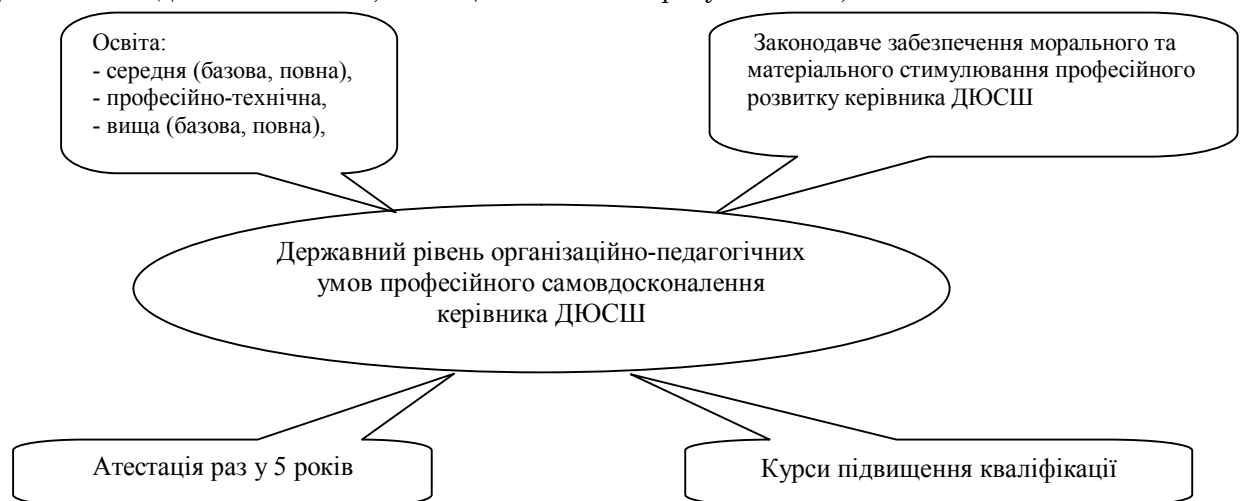 Освіта:
- середня (базова, повна),
- професійно-технічна,
- вища (базова, повна),
Законодавче забезпечення морального та
матеріального стимулювання професійного
розвитку керівника ДЮСШ
Державний рівень організаційно-педагогічних
умов професійного самовдосконалення
керівника ДЮСШ
Атестація раз у 5 років
Курси підвищення кваліфікації